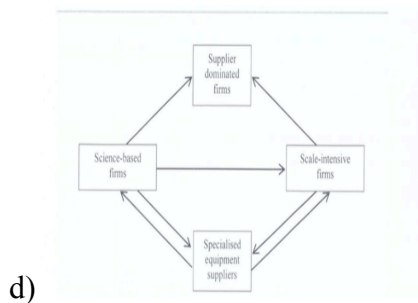 Supplier
dominated
firms
Science-based
firms
Scale-intensive
firms
Specialised
equipment
suppliers
d)